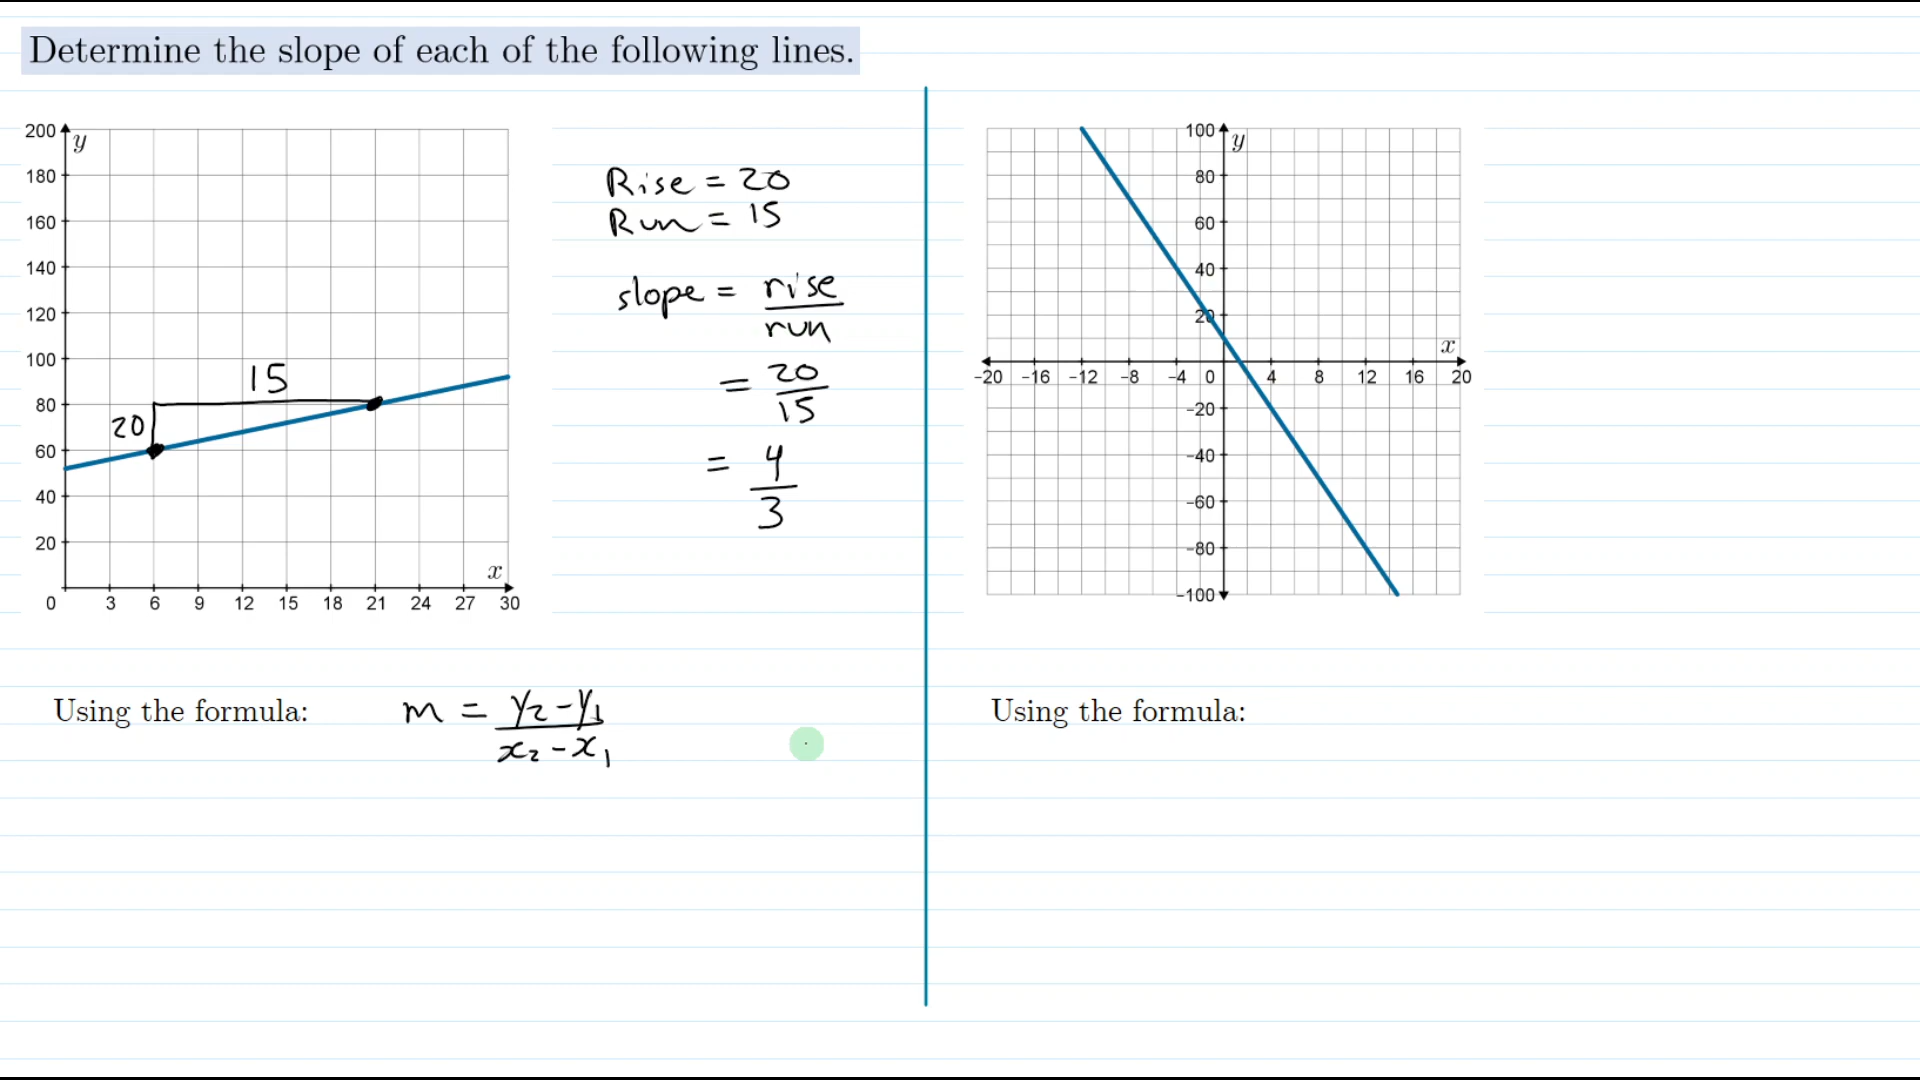 Determine the slope of each of the following lines.
200 y
180
160
140
120
100
80
60
40
20
x
0 3 6 9 12 15 18 21 24 27 30
15
20
Rise = 20
Run = 15
slope = rise
run
= 20
15
= 4
3
Using the formula: m = y2 - y1
x2 - x1
100 y
80
60
40
20
x
-20 -16 -12 -8 -4 0 4 8 12 16 20
-20
-40
-60
-80
-100
Using the formula: